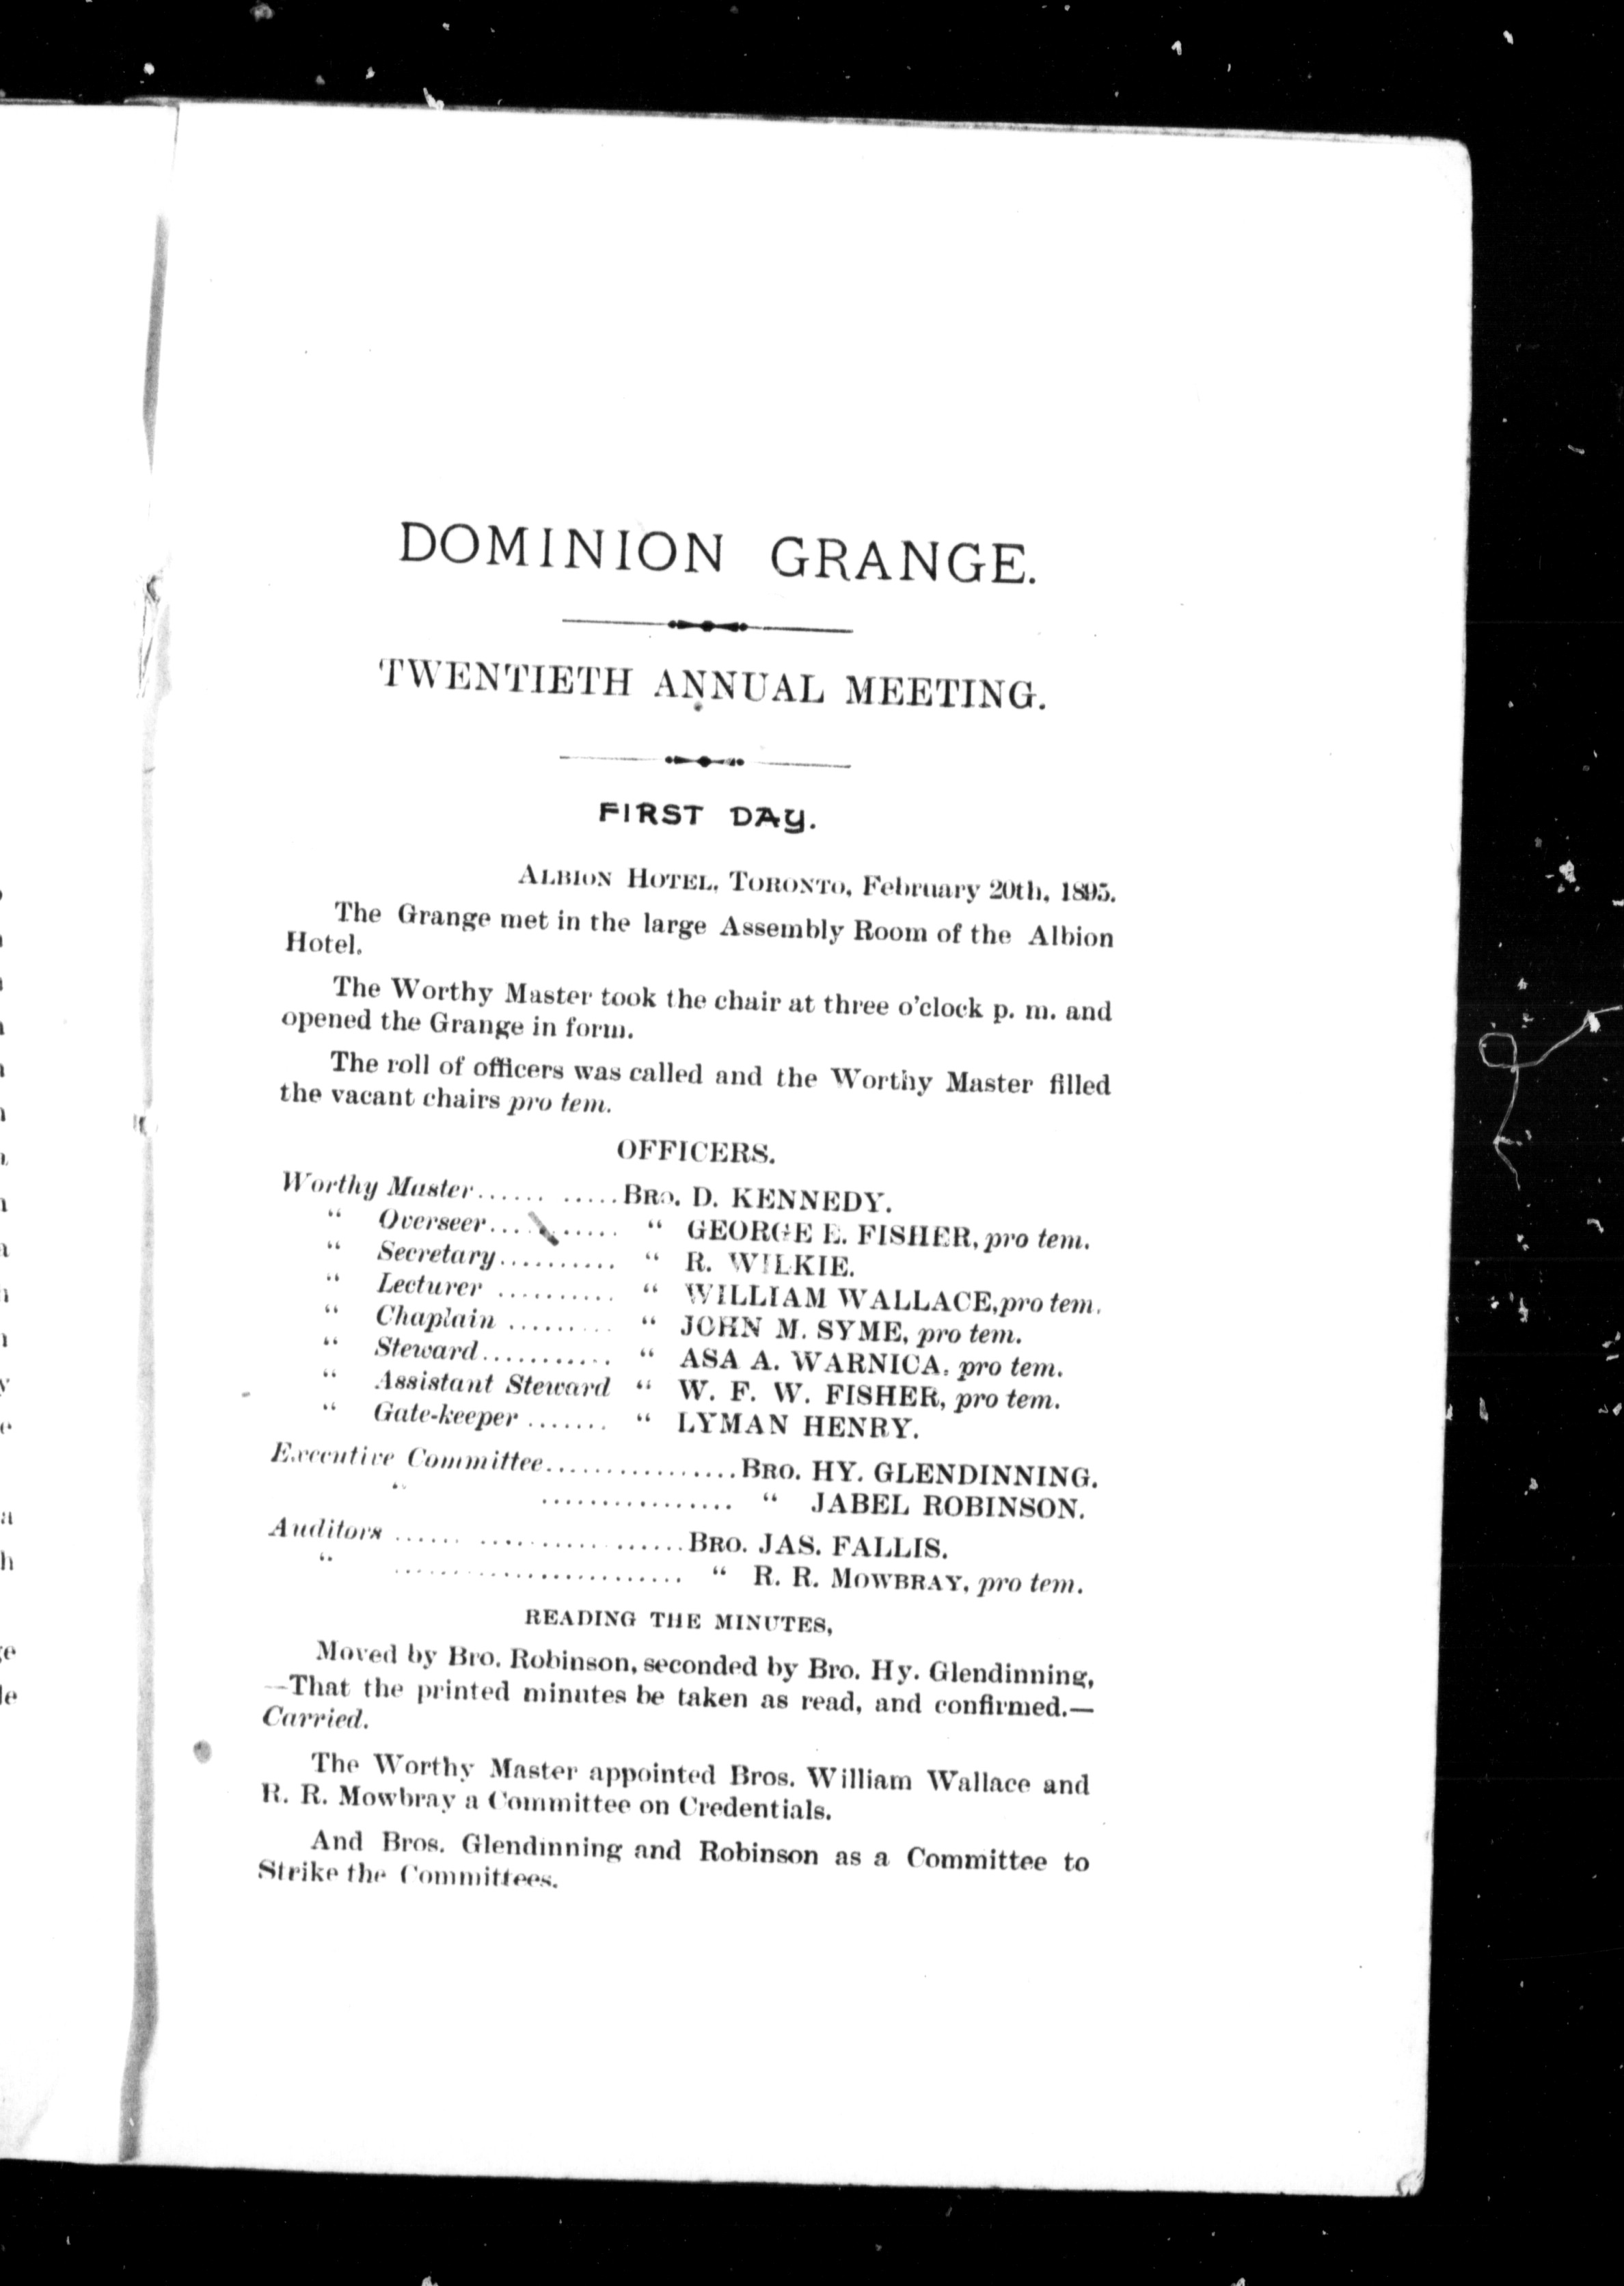 DOMINION GRANGE.
TWENTIETH ANNUAL MEETING.
FIRST DAY.
ALBION HOTEL, TORONTO, February 20th, 1895.
The Grange met in the large Assembly Room of the Albion
Hotel.
The Worthy Master took the chair at three o'clock p. m. and
opened the Grange in form.
The roll of officers was called and the Worthy Master filled
the vacant chairs pro tem.
OFFICERS.
Worthy Master...... .....BRO. D. KENNEDY.
" Overseer... ...... " GEORGE E. FISHER, pro tem.
" Secretary.......... " R. WILKIE.
" Lecturer .......... " WILLIAM WALLACE, pro tem.
" Chaplain ......... " JOHN M. SYME, pro tem.
" Steward........... " ASA A. WARNICA, pro tem.
" Assistant Steward " W. F. W. FISHER, pro tem.
" Gate-keeper ....... " LYMAN HENRY.
Executive Committee................BRO. HY. GLENDINNING.
" ................ " JABEL ROBINSON.
Auditors ...... ....................BRO. JAS. FALLIS.
" ........................ " R. R. MOWBRAY, pro tem.
READING THE MINUTES,
Moved by Bro. Robinson, seconded by Bro. Hy. Glendinning,
—That the printed minutes be taken as read, and confirmed.—
Carried.
The Worthy Master appointed Bros. William Wallace and
R. R. Mowbray a Committee on Credentials.
And Bros. Glendinning and Robinson as a Committee to
Strike the Committees.